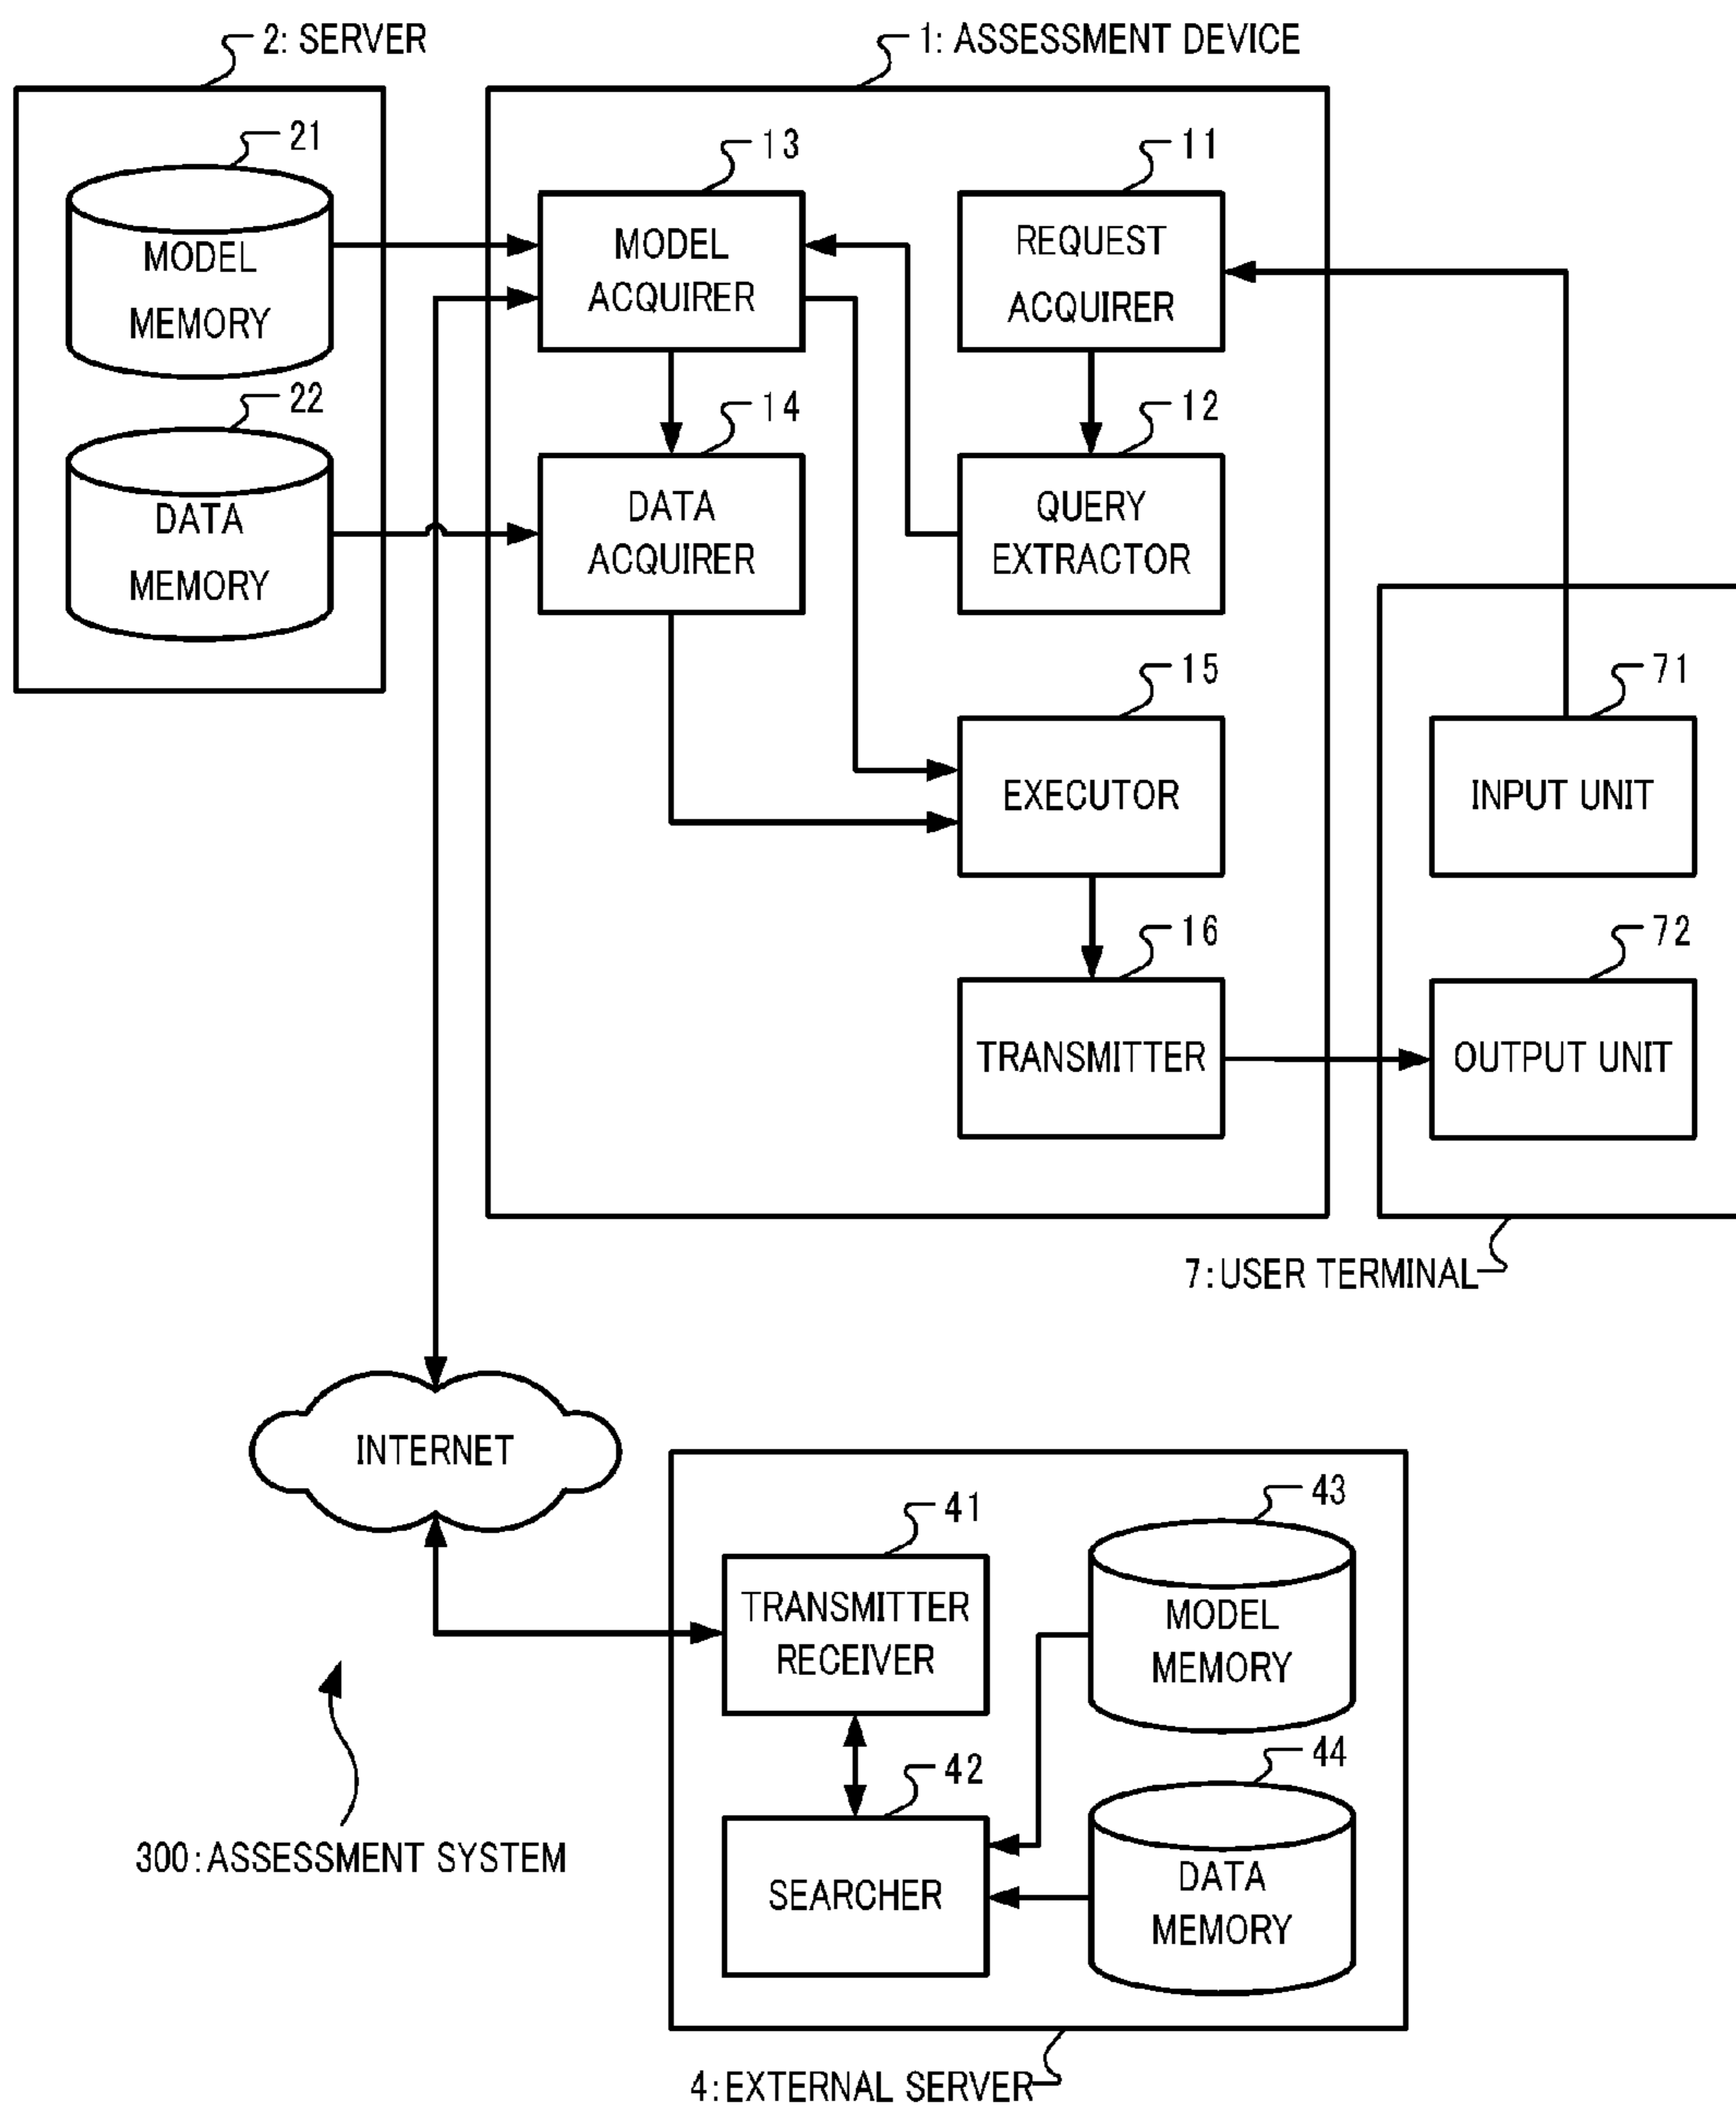 2: SERVER
1: ASSESSMENT DEVICE
21
MODEL
MEMORY
22
DATA
MEMORY
13
MODEL
ACQUIRER
11
REQUEST
ACQUIRER
14
DATA
ACQUIRER
12
QUERY
EXTRACTOR
15
EXECUTOR
16
TRANSMITTER
71
INPUT UNIT
72
OUTPUT UNIT
7: USER TERMINAL
INTERNET
41
TRANSMITTER
RECEIVER
43
MODEL
MEMORY
42
SEARCHER
44
DATA
MEMORY
300: ASSESSMENT SYSTEM
4: EXTERNAL SERVER